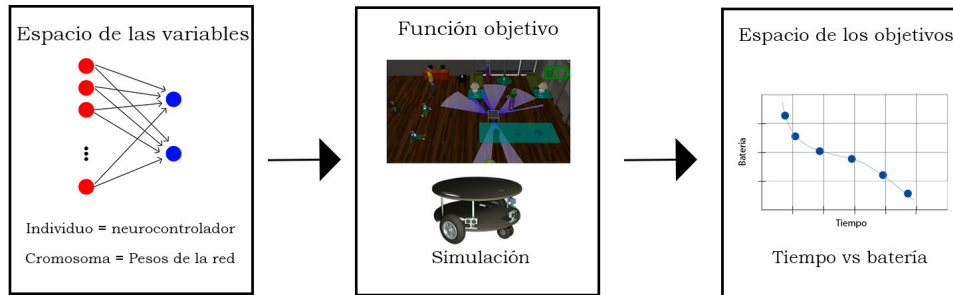 Espacio de las variables
Individuo = neurocontrolador
Cromosoma = Pesos de la red
Función objetivo
Simulación
Espacio de los objetivos
Batería
Tiempo
Tiempo vs batería